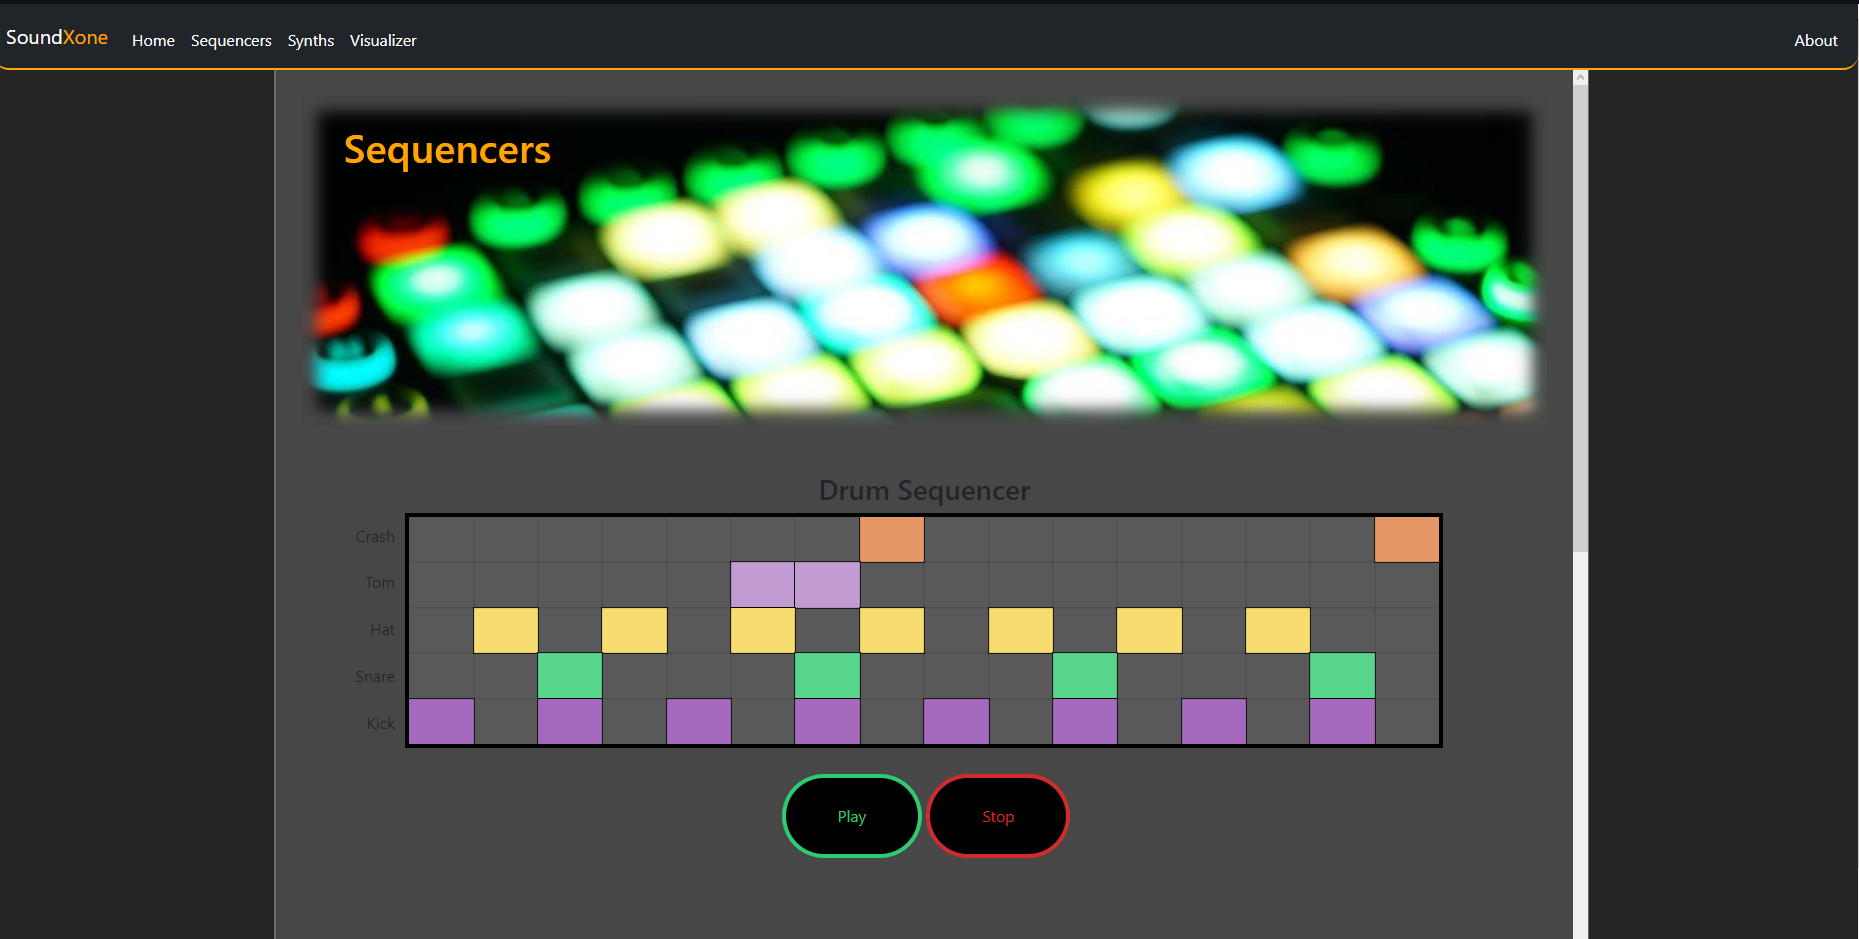 SoundXone Home Sequencers Synths Visualizer About
Sequencers
Drum Sequencer
Crash
Tom
Hat
Snare
Kick
Play Stop